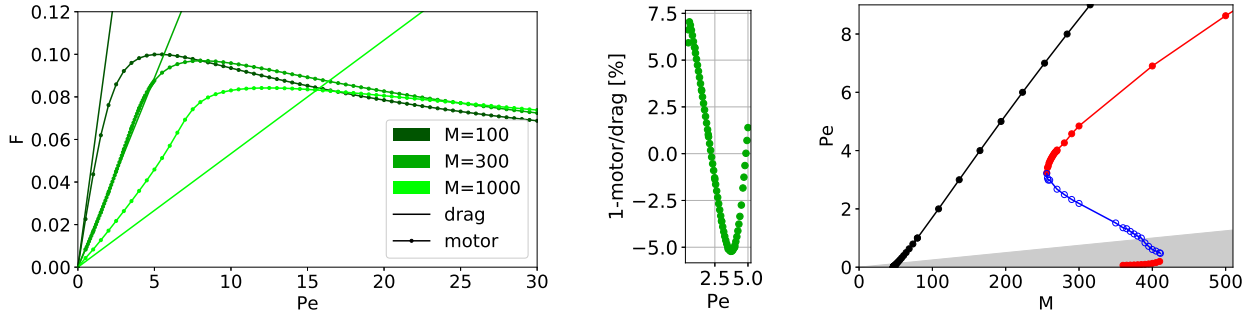 0.12
0.10
0.08
0.06
0.04
0.02
0.00
F
0 5 10 15 20 25 30
Pe
M=100
M=300
M=1000
drag
motor
7.5
5.0
2.5
0.0
−2.5
−5.0
1-motor/drag [%]
2.5 5.0
Pe
8
6
4
2
0
Pe
0 100 200 300 400 500
M